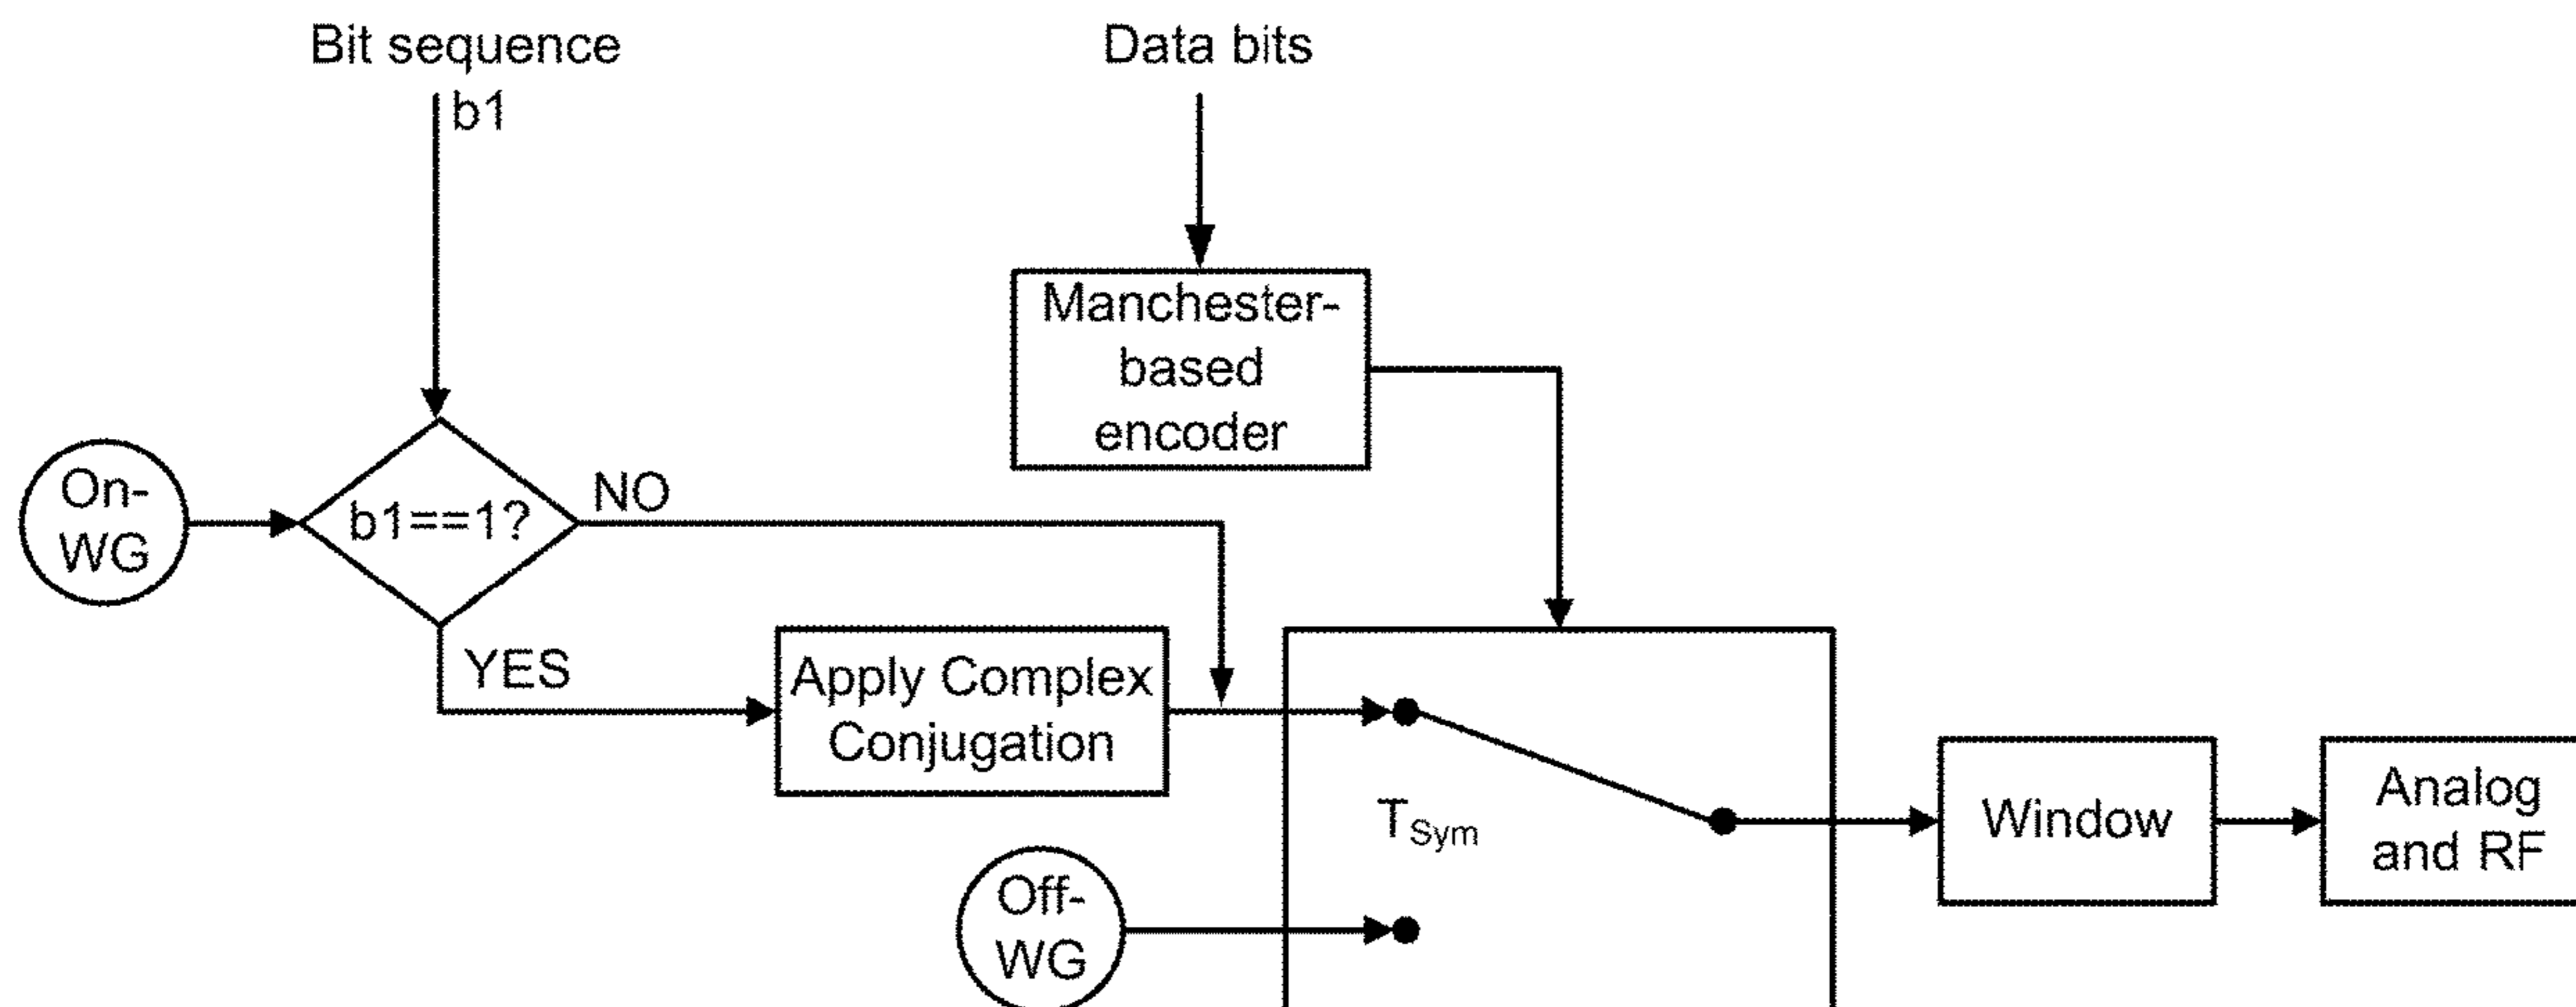 Bit sequence
b1
Data bits
Manchester-
based
encoder
On-
WG
b1==1?
NO
YES
Apply Complex
Conjugation
T_Sym
Off-
WG
Window
Analog
and RF